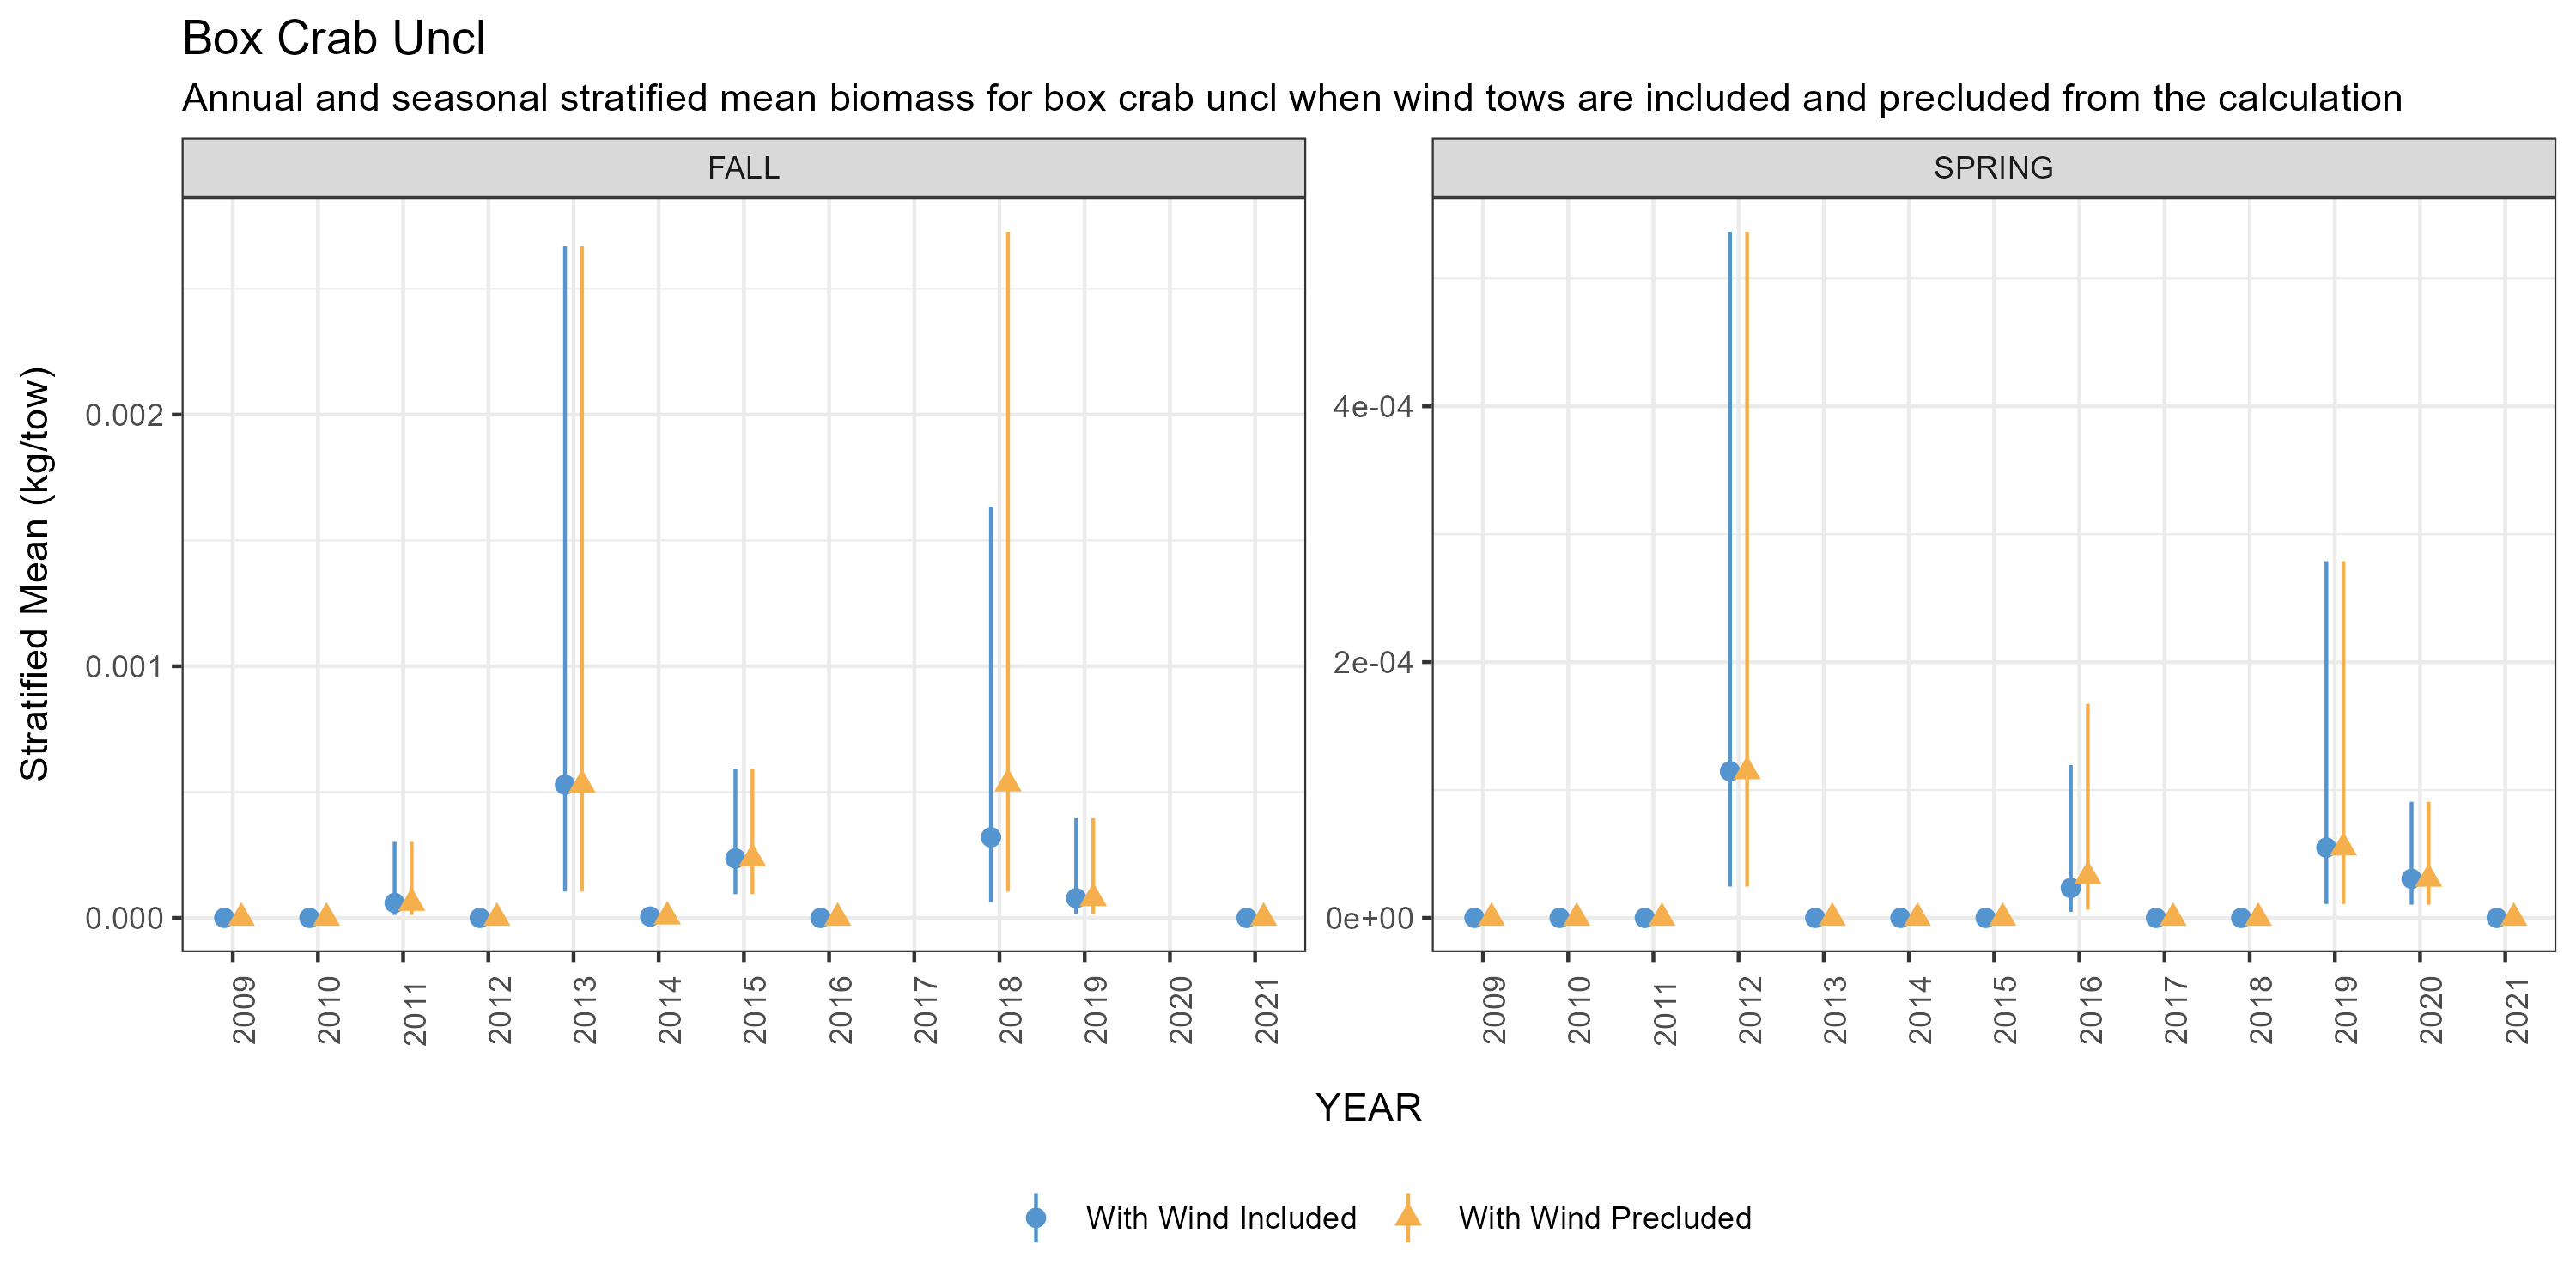 Box Crab Uncl
Annual and seasonal stratified mean biomass for box crab uncl when wind tows are included and precluded from the calculation
FALL
SPRING
Stratified Mean (kg/tow)
0.002
0.001
0.000
4e-04
2e-04
0e+00
2009
2010
2011
2012
2013
2014
2015
2016
2017
2018
2019
2020
2021
2009
2010
2011
2012
2013
2014
2015
2016
2017
2018
2019
2020
2021
YEAR
With Wind Included
With Wind Precluded